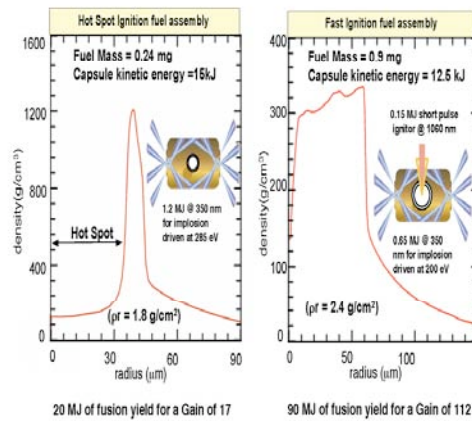 Hot Spot Ignition fuel assembly
Fuel Mass = 0.24 mg
Capsule kinetic energy =15kJ
1600
1200
800
400
0
density(g/cm³)
Hot Spot
1.2 MJ @ 350 nm
for implosion
driven at 285 eV
(ρr = 1.8 g/cm²)
0
30
60
90
radius (μm)
20 MJ of fusion yield for a Gain of 17
Fast Ignition fuel assembly
Fuel Mass = 0.9 mg
Capsule kinetic energy = 12.5 kJ
400
300
200
100
0
density(g/cm³)
0.15 MJ short pulse
ignitor @ 1060 nm
0.65 MJ @ 350
nm for implosion
driven at 200 eV
(ρr = 2.4 g/cm²)
0
50
100
radius (μm)
90 MJ of fusion yield for a Gain of 112